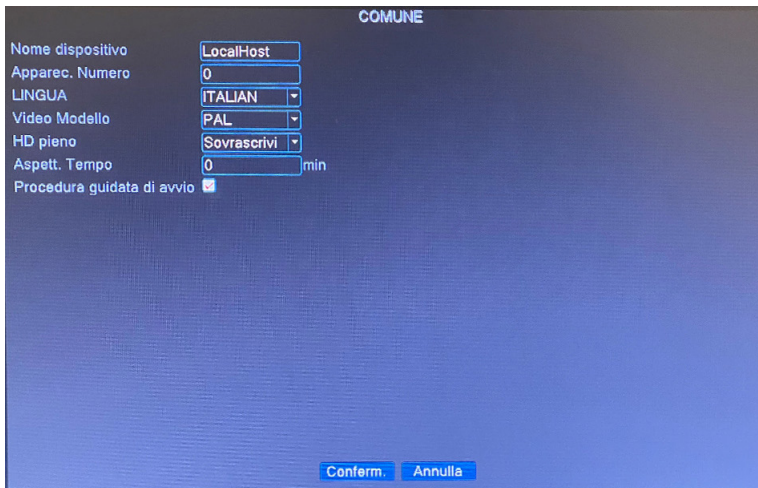 COMUNE
Nome dispositivo LocalHost
Apparec. Numero 0
LINGUA ITALIAN
Video Modello PAL
HD pieno Sovrascrivi
Aspett. Tempo 0 min
Procedura guidata di avvio
Conferm. Annulla